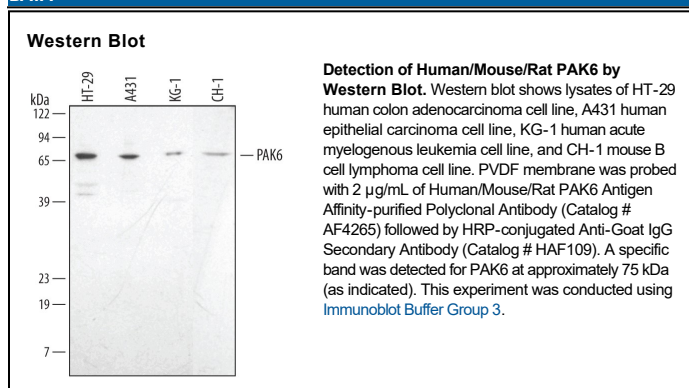 Western Blot
HT-29
A431
KG-1
CH-1
kDa
122
94
65
39
23
19
7
PAK6
Detection of Human/Mouse/Rat PAK6 by
Western Blot. Western blot shows lysates of HT-29
human colon adenocarcinoma cell line, A431 human
epithelial carcinoma cell line, KG-1 human acute
myelogenous leukemia cell line, and CH-1 mouse B
cell lymphoma cell line. PVDF membrane was probed
with 2 µg/mL of Human/Mouse/Rat PAK6 Antigen
Affinity-purified Polyclonal Antibody (Catalog #
AF4265) followed by HRP-conjugated Anti-Goat IgG
Secondary Antibody (Catalog # HAF109). A specific
band was detected for PAK6 at approximately 75 kDa
(as indicated). This experiment was conducted using
Immunoblot Buffer Group 3.